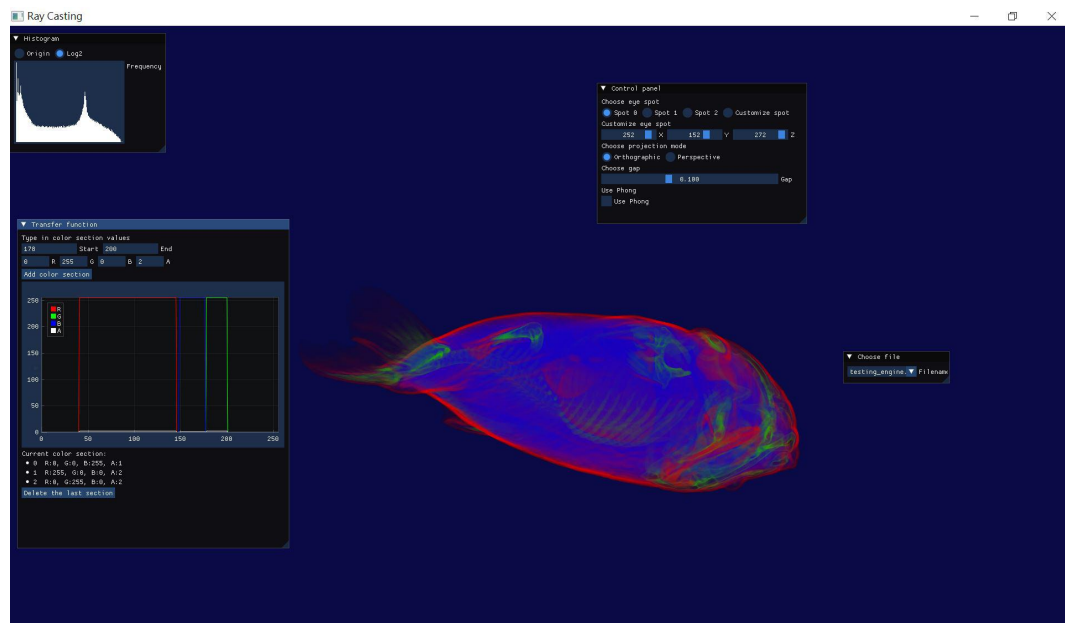 Ray Casting
Histogram
Origin Log2
Frequency
Control panel
Choose eye spot
Spot 0 Spot 1 Spot 2 Customize spot
Customize eye spot
252 X 152 Y 272 Z
Choose projection mode
Orthographic Perspective
Choose gap
0.100 Gap
Use Phong
Use Phong
Transfer function
Type in color section values
178 Start 200 End
0 R 255 G 0 B 2 A
Add color section
250
R
G
B
A
200
150
100
50
0
0 50 100 150 200 250
Current color section:
0 R:0, G:0, B:255, A:1
1 R:255, G:0, B:0, A:2
2 R:0, G:255, B:0, A:2
Delete the last section
Choose file
testing_engine. Filename